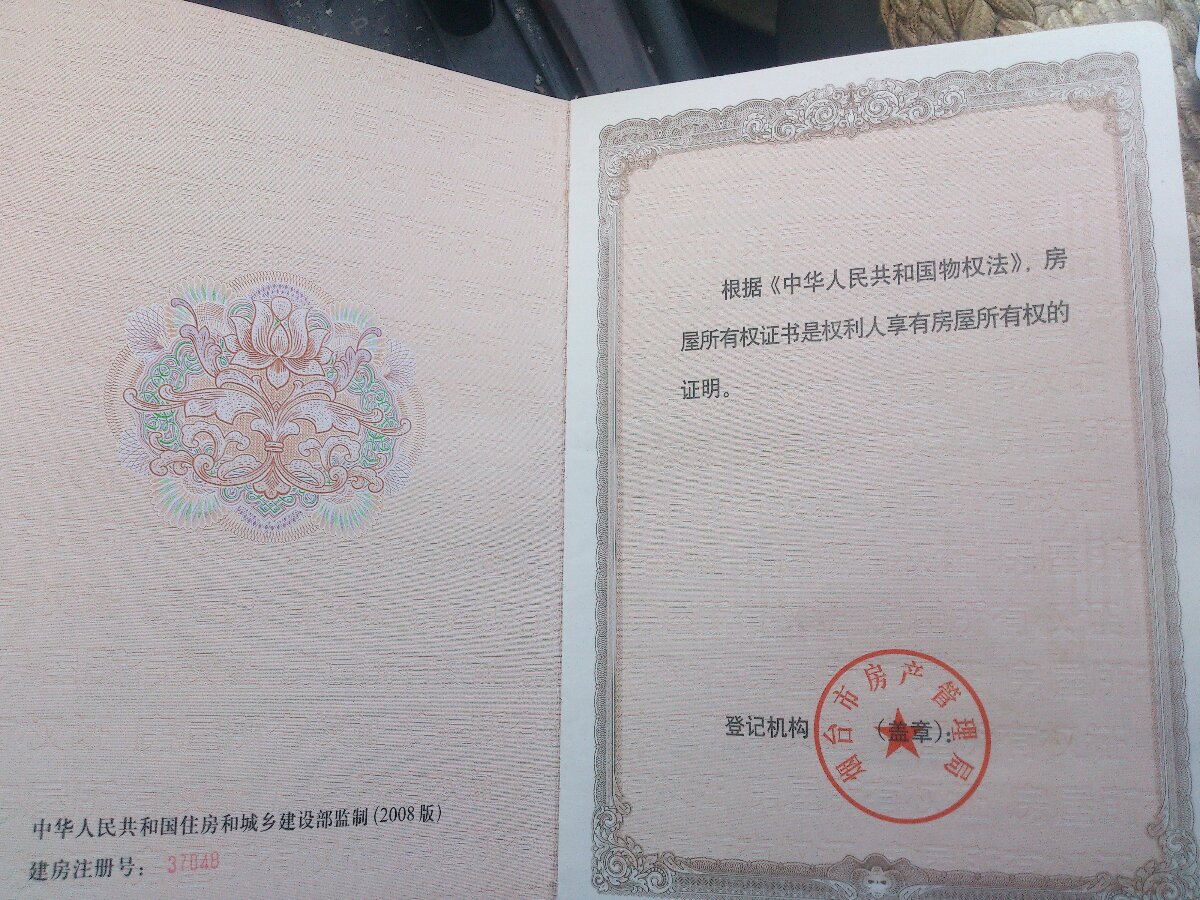 中华人民共和国住房和城乡建设部监制(2008版)
建房注册号：37048
根据《中华人民共和国物权法》，房
屋所有权证书是权利人享有房屋所有权的
证明。
登记机构（盖章）：
烟台市房产管理局